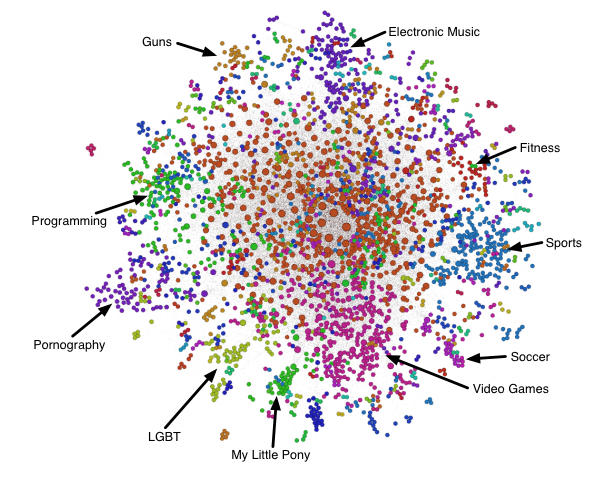 Electronic Music
Guns
Fitness
Programming
Sports
Pornography
Soccer
Video Games
LGBT
My Little Pony